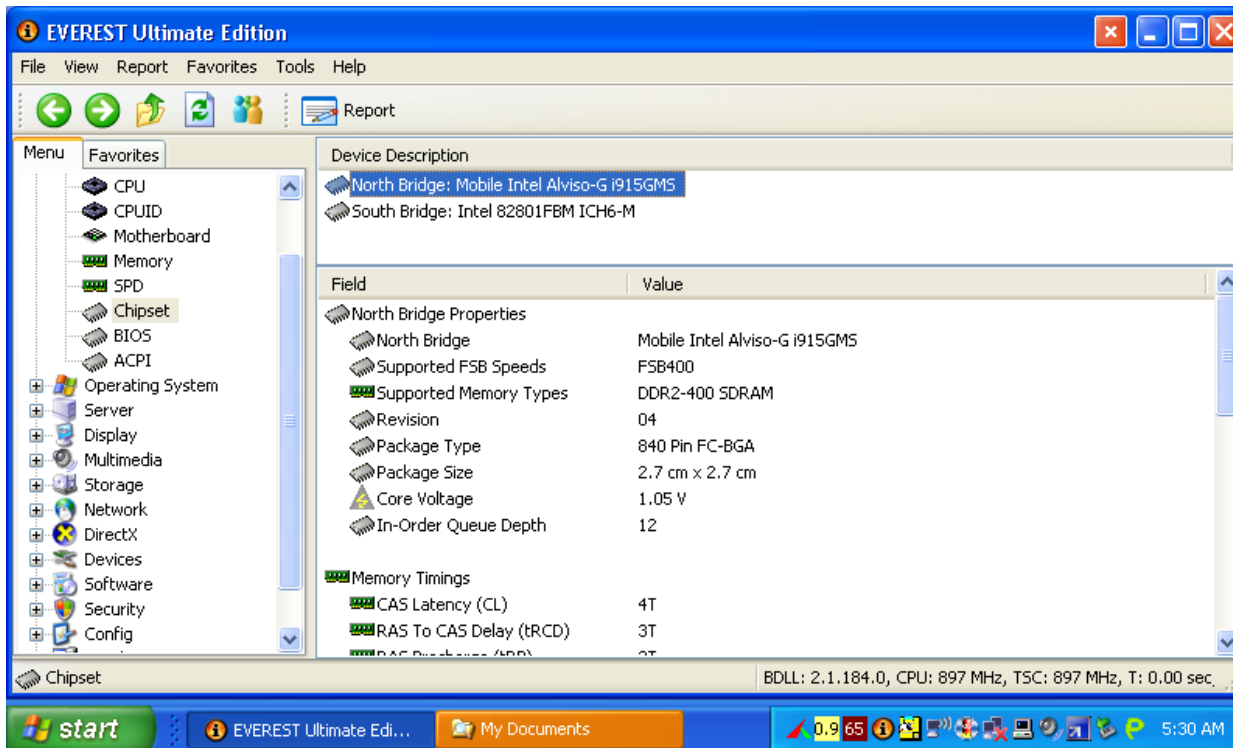 EVEREST Ultimate Edition
File View Report Favorites Tools Help
Report
Menu Favorites
CPU
CPUID
Motherboard
Memory
SPD
Chipset
BIOS
ACPI
Operating System
Server
Display
Multimedia
Storage
Network
DirectX
Devices
Software
Security
Config
Device Description
North Bridge: Mobile Intel Alviso-G i915GMS
South Bridge: Intel 82801FBM ICH6-M
Field Value
North Bridge Properties
North Bridge Mobile Intel Alviso-G i915GMS
Supported FSB Speeds FSB400
Supported Memory Types DDR2-400 SDRAM
Revision 04
Package Type 840 Pin FC-BGA
Package Size 2.7 cm x 2.7 cm
Core Voltage 1.05 V
In-Order Queue Depth 12
Memory Timings
CAS Latency (CL) 4T
RAS To CAS Delay (tRCD) 3T
RAS Precharge (tRP) 3T
Chipset BDLL: 2.1.184.0, CPU: 897 MHz, TSC: 897 MHz, T: 0.00 sec
start EVEREST Ultimate Edi... My Documents 0.9 65 5:30 AM